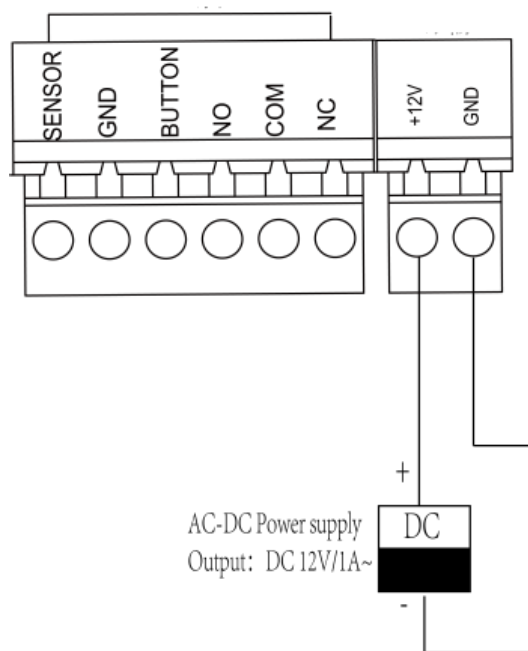 SENSOR
GND
BUTTON
NO
COM
NC
+12V
GND
+
AC-DC Power supply
DC
Output: DC 12V/1A~
-